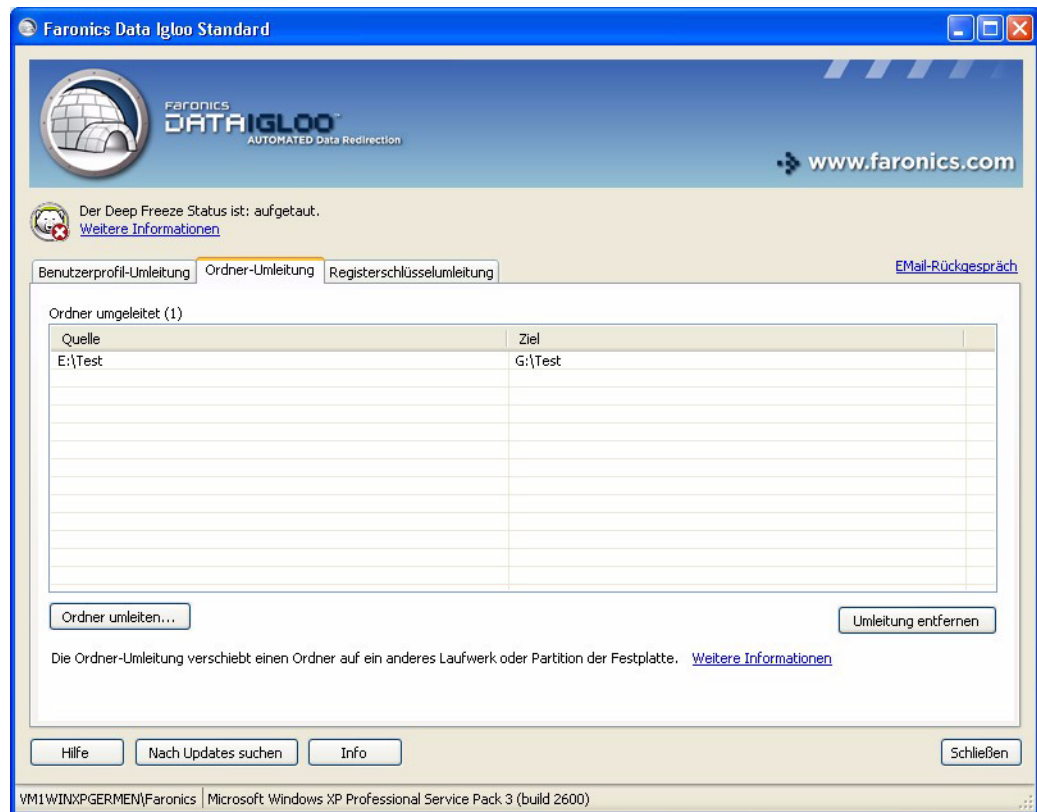 Faronics Data Igloo Standard
Faronics
DATAIGLOO™
AUTOMATED Data Redirection
www.faronics.com
Der Deep Freeze Status ist: aufgetaut.
Weitere Informationen
Benutzerprofil-Umleitung Ordner-Umleitung Registerschlüsselumleitung EMail-Rückgespräch
Ordner umgeleitet (1)
Quelle Ziel
E:\Test G:\Test
Ordner umleiten... Umleitung entfernen
Die Ordner-Umleitung verschiebt einen Ordner auf ein anderes Laufwerk oder Partition der Festplatte. Weitere Informationen
Hilfe Nach Updates suchen Info Schließen
VM1WINXPGERMEN\Faronics Microsoft Windows XP Professional Service Pack 3 (build 2600)